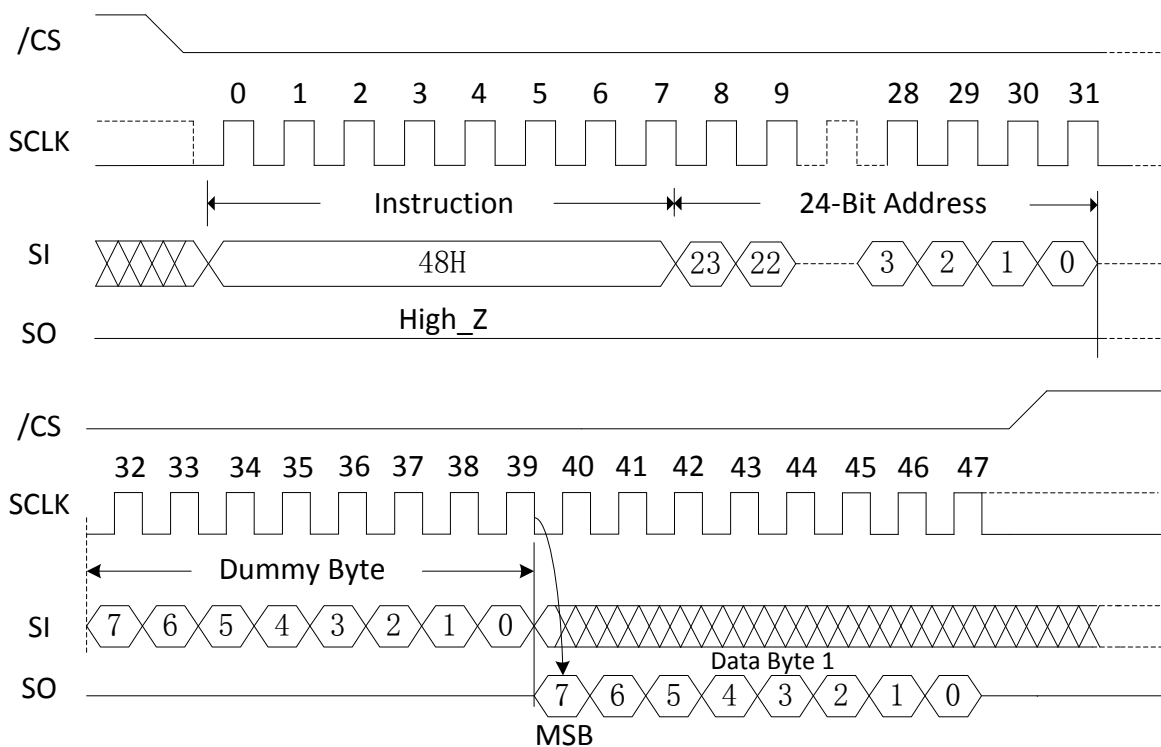 /CS
0 1 2 3 4 5 6 7 8 9 28 29 30 31
SCLK
Instruction 24-Bit Address
SI 48H 23 22 3 2 1 0
High_Z
SO
/CS
32 33 34 35 36 37 38 39 40 41 42 43 44 45 46 47
SCLK
Dummy Byte
SI 7 6 5 4 3 2 1 0
Data Byte 1
SO 7 6 5 4 3 2 1 0
MSB